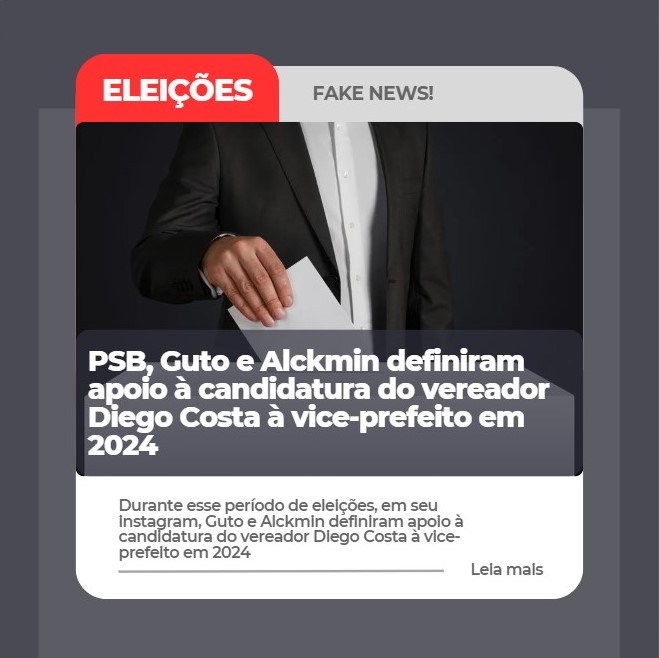 ELEIÇÕES
FAKE NEWS!
PSB, Guto e Alckmin definiram
apoio à candidatura do vereador
Diego Costa à vice-prefeito em
2024
Durante esse período de eleições, em seu
instagram, Guto e Alckmin definiram apoio à
candidatura do vereador Diego Costa à vice-
prefeito em 2024
Leia mais